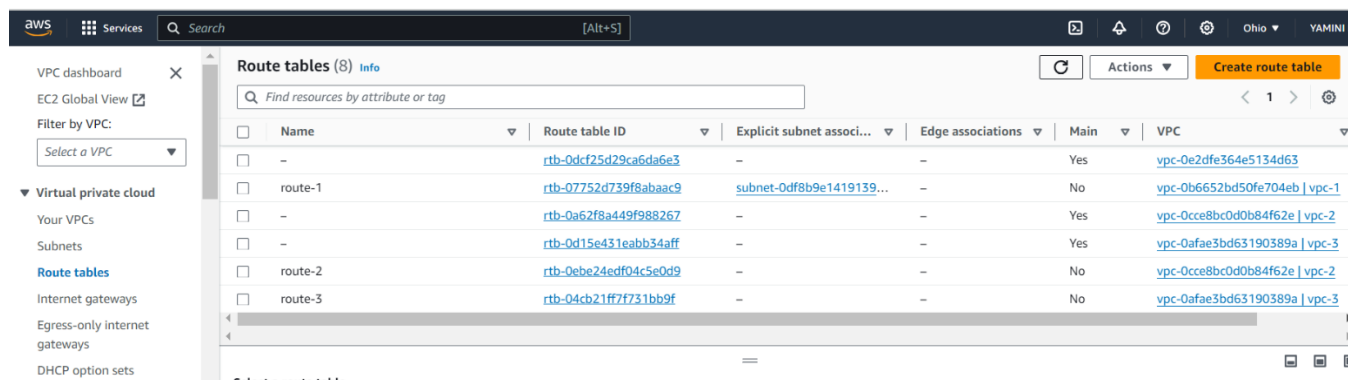 aws Services Search [Alt+S] Ohio YAMINI
VPC dashboard
EC2 Global View
Filter by VPC:
Select a VPC
Virtual private cloud
Your VPCs
Subnets
Route tables
Internet gateways
Egress-only internet
gateways
DHCP option sets
Route tables (8) Info Actions Create route table
Find resources by attribute or tag 1
Name Route table ID Explicit subnet associ... Edge associations Main VPC
– rtb-0dcf25d29ca6da6e3 – – Yes vpc-0e2dfe364e5134d63
route-1 rtb-07752d739f8abaac9 subnet-0df8b9e1419139... – No vpc-0b6652bd50fe704eb | vpc-1
– rtb-0a62f8a449f988267 – – Yes vpc-0cce8bc0d0b84f62e | vpc-2
– rtb-0d15e431eabb34aff – – Yes vpc-0afae3bd63190389a | vpc-3
route-2 rtb-0ebe24edf04c5e0d9 – – No vpc-0cce8bc0d0b84f62e | vpc-2
route-3 rtb-04cb21ff7f731bb9f – – No vpc-0afae3bd63190389a | vpc-3